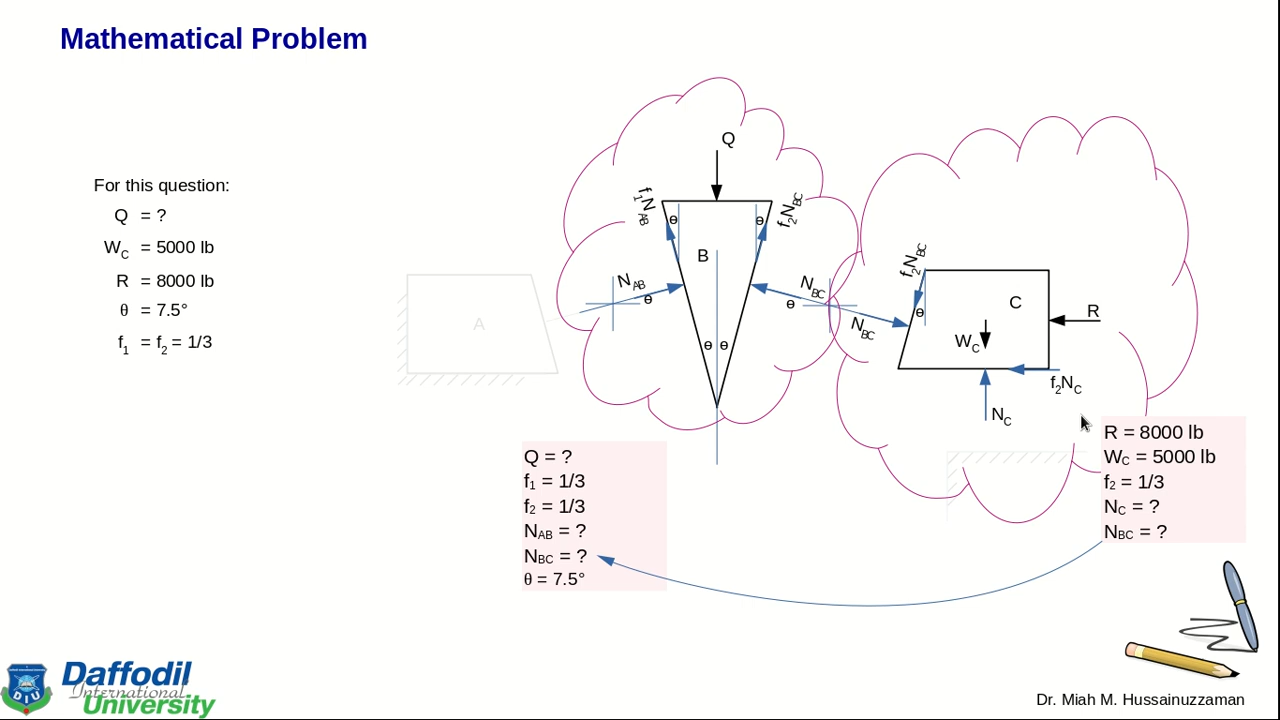 Mathematical Problem
For this question:
Q = ?
W_C = 5000 lb
R = 8000 lb
θ = 7.5°
f_1 = f_2 = 1/3
A
Q
f_1N_AB
ө
ө
f_2N_BC
B
N_AB
ө
N_BC
ө
ө ө
N_BC
f_2N_BC
ө
C
W_C
R
f_2N_C
N_C
Q = ?
f_1 = 1/3
f_2 = 1/3
N_AB = ?
N_BC = ?
θ = 7.5°
R = 8000 lb
W_C = 5000 lb
f_2 = 1/3
N_C = ?
N_BC = ?
DIU
Daffodil
International
University
Dr. Miah M. Hussainuzzaman